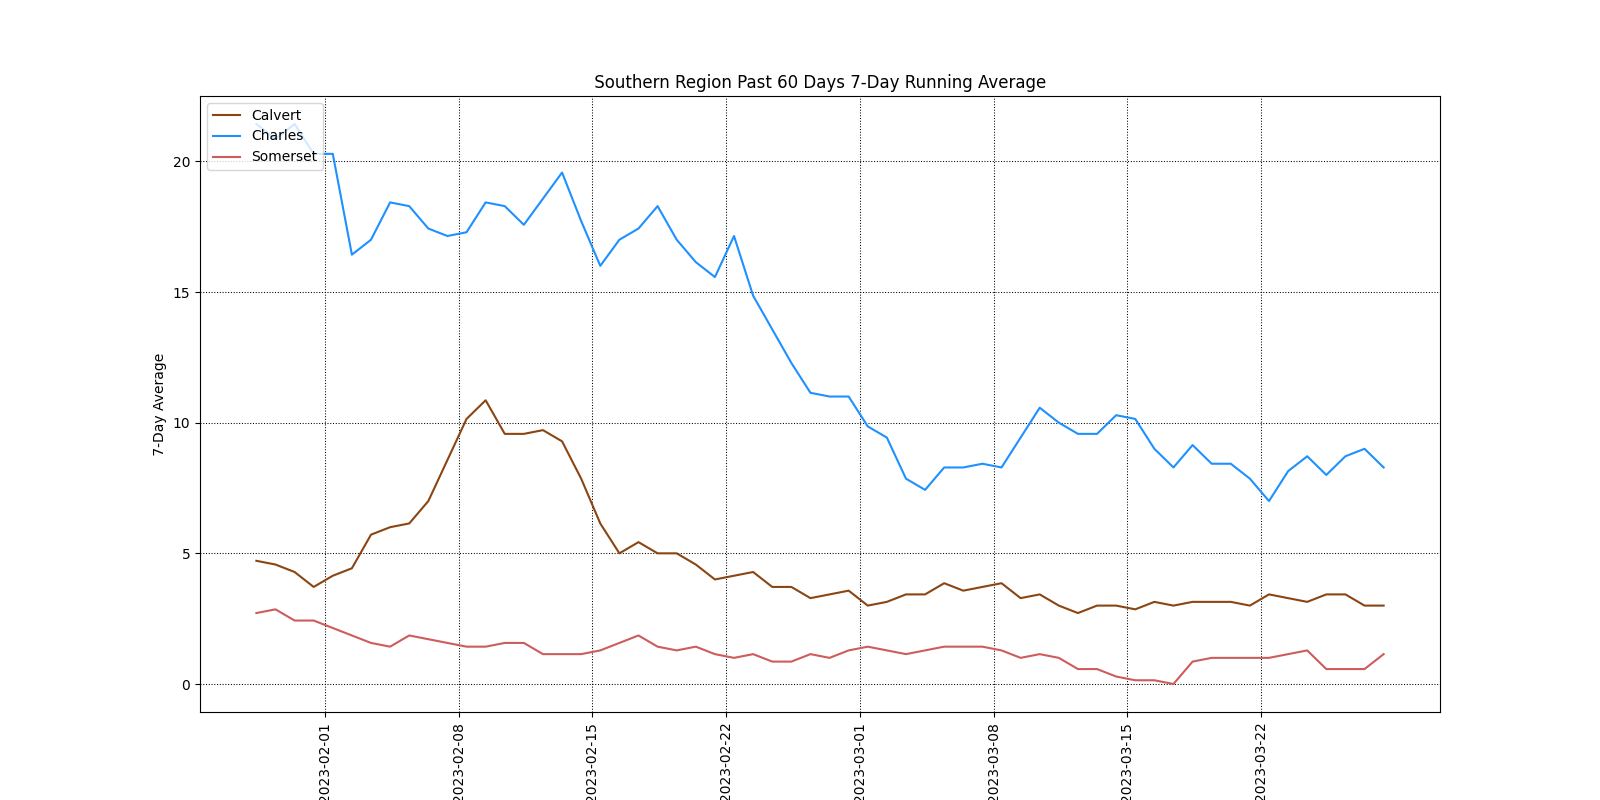 Southern Region Past 60 Days 7-Day Running Average
Calvert
Charles
Somerset
20
15
10
5
0
7-Day Average
2023-02-01
2023-02-08
2023-02-15
2023-02-22
2023-03-01
2023-03-08
2023-03-15
2023-03-22